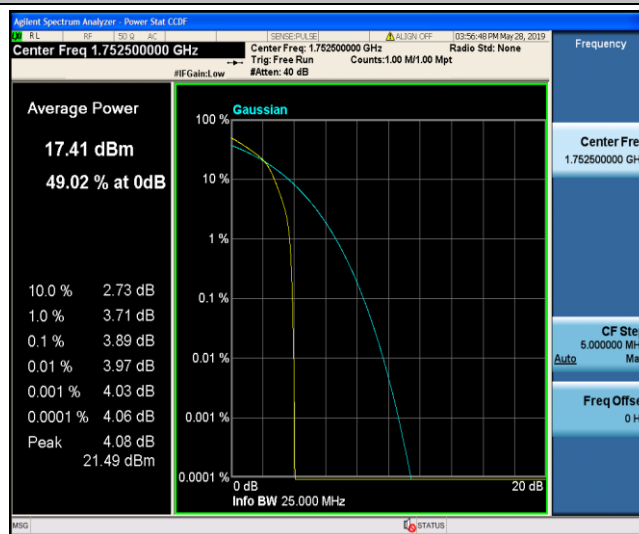 Agilent Spectrum Analyzer - Power Stat CCDF
RL RF 50 Ω AC SENSE:PULSE ALIGN OFF 03:56:48 PM May 28, 2019
Center Freq 1.752500000 GHz
Center Freq: 1.752500000 GHz Radio Std: None
Trig: Free Run Counts:1.00 M/1.00 Mpt
#IFGain:Low #Atten: 40 dB
Frequency
Average Power
17.41 dBm
49.02 % at 0dB
10.0 % 2.73 dB
1.0 % 3.71 dB
0.1 % 3.89 dB
0.01 % 3.97 dB
0.001 % 4.03 dB
0.0001 % 4.06 dB
Peak 4.08 dB
21.49 dBm
Gaussian
100 %
10 %
1 %
0.1 %
0.01 %
0.001 %
0.0001 %
0 dB 20 dB
Info BW 25.000 MHz
Center Fre
1.752500000 GH
CF Ste
5.000000 MH
Auto Ma
Freq Offse
0 H
MSG STATUS